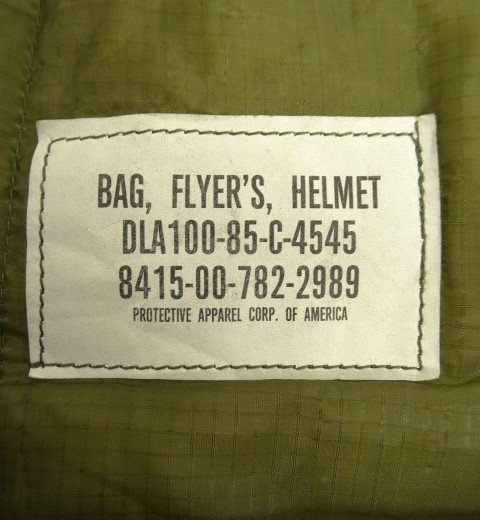 BAG, FLYER'S, HELMET
DLA100-85-C-4545
8415-00-782-2989
PROTECTIVE APPAREL CORP. OF AMERICA